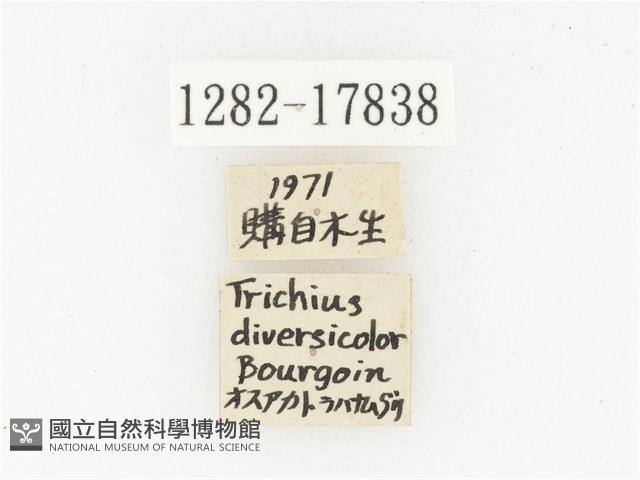 1282-17838
1971
購自木生
Trichius
diversicolor
Bourgoin
オスアカトラハナムグリ
國立自然科學博物館
NATIONAL MUSEUM OF NATURAL SCIENCE